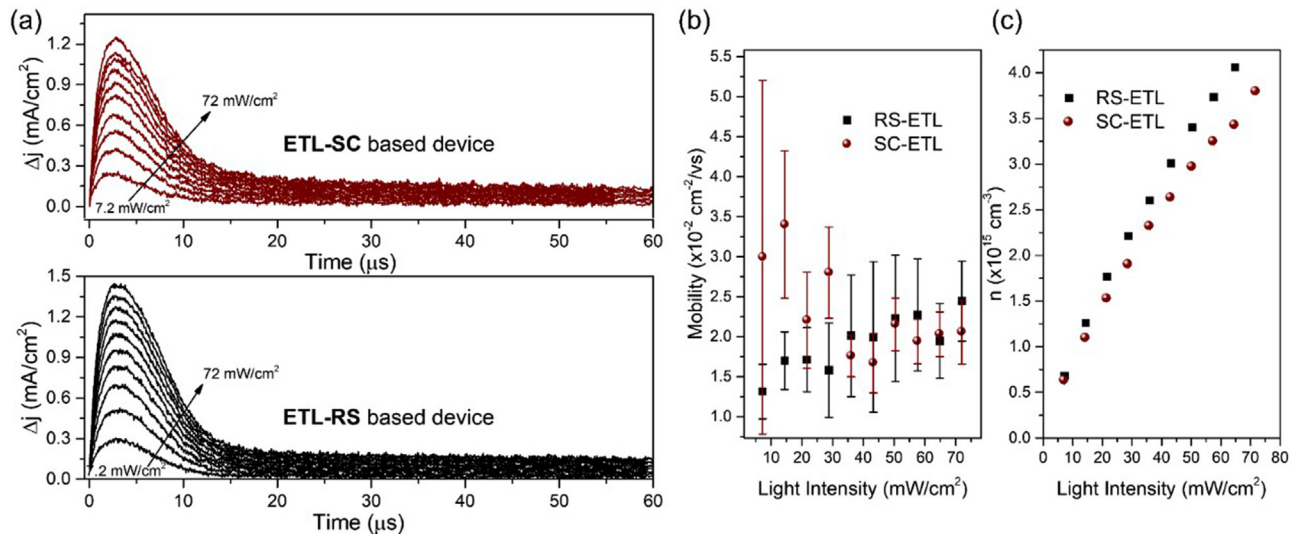 (a)
1.2
0.9
0.6
0.3
0.0
Δj (mA/cm²)
72 mW/cm²
ETL-SC based device
7.2 mW/cm²
0 10 20 30 40 50 60
Time (μs)
1.5
1.2
0.9
0.6
0.3
0.0
Δj (mA/cm²)
72 mW/cm²
ETL-RS based device
7.2 mW/cm²
0 10 20 30 40 50 60
Time (μs)
(b)
5.5
5.0
4.5
4.0
3.5
3.0
2.5
2.0
1.5
1.0
Mobility (x10⁻² cm⁻²/vs)
RS-ETL
SC-ETL
10 20 30 40 50 60 70
Light Intensity (mW/cm²)
(c)
4.0
3.5
3.0
2.5
2.0
1.5
1.0
0.5
0.0
n (x10¹⁵ cm⁻³)
RS-ETL
SC-ETL
0 10 20 30 40 50 60 70 80
Light Intensity (mW/cm²)